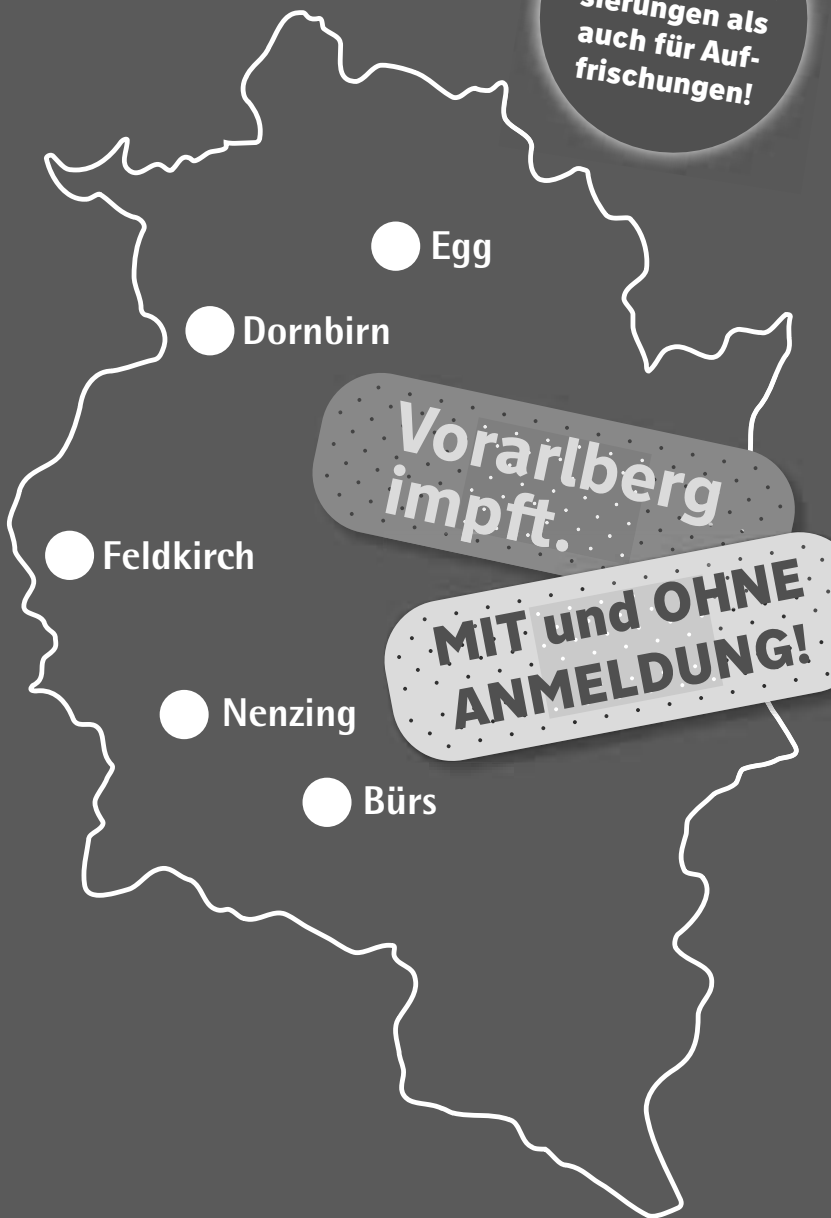 sierungen als
auch für Auf-
frischungen!
Egg
Dornbirn
Vorarlberg
impft.
MIT und OHNE
ANMELDUNG!
Feldkirch
Nenzing
Bürs